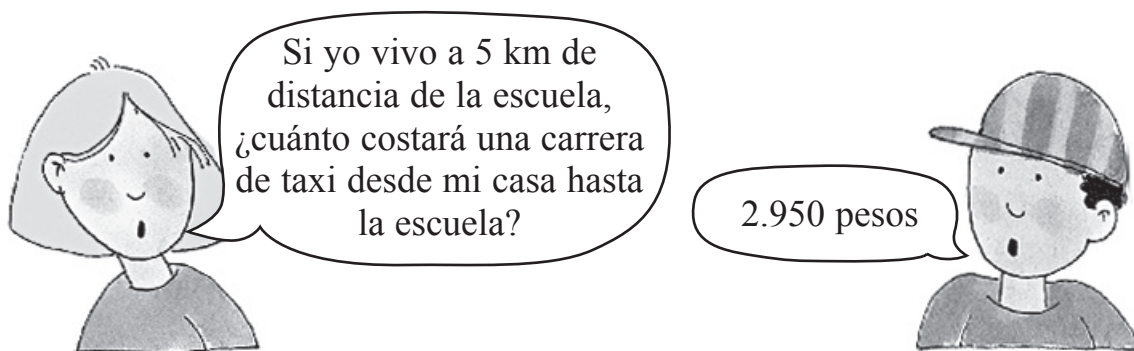 Si yo vivo a 5 km de
distancia de la escuela,
¿cuánto costará una carrera
de taxi desde mi casa hasta
la escuela?
2.950 pesos